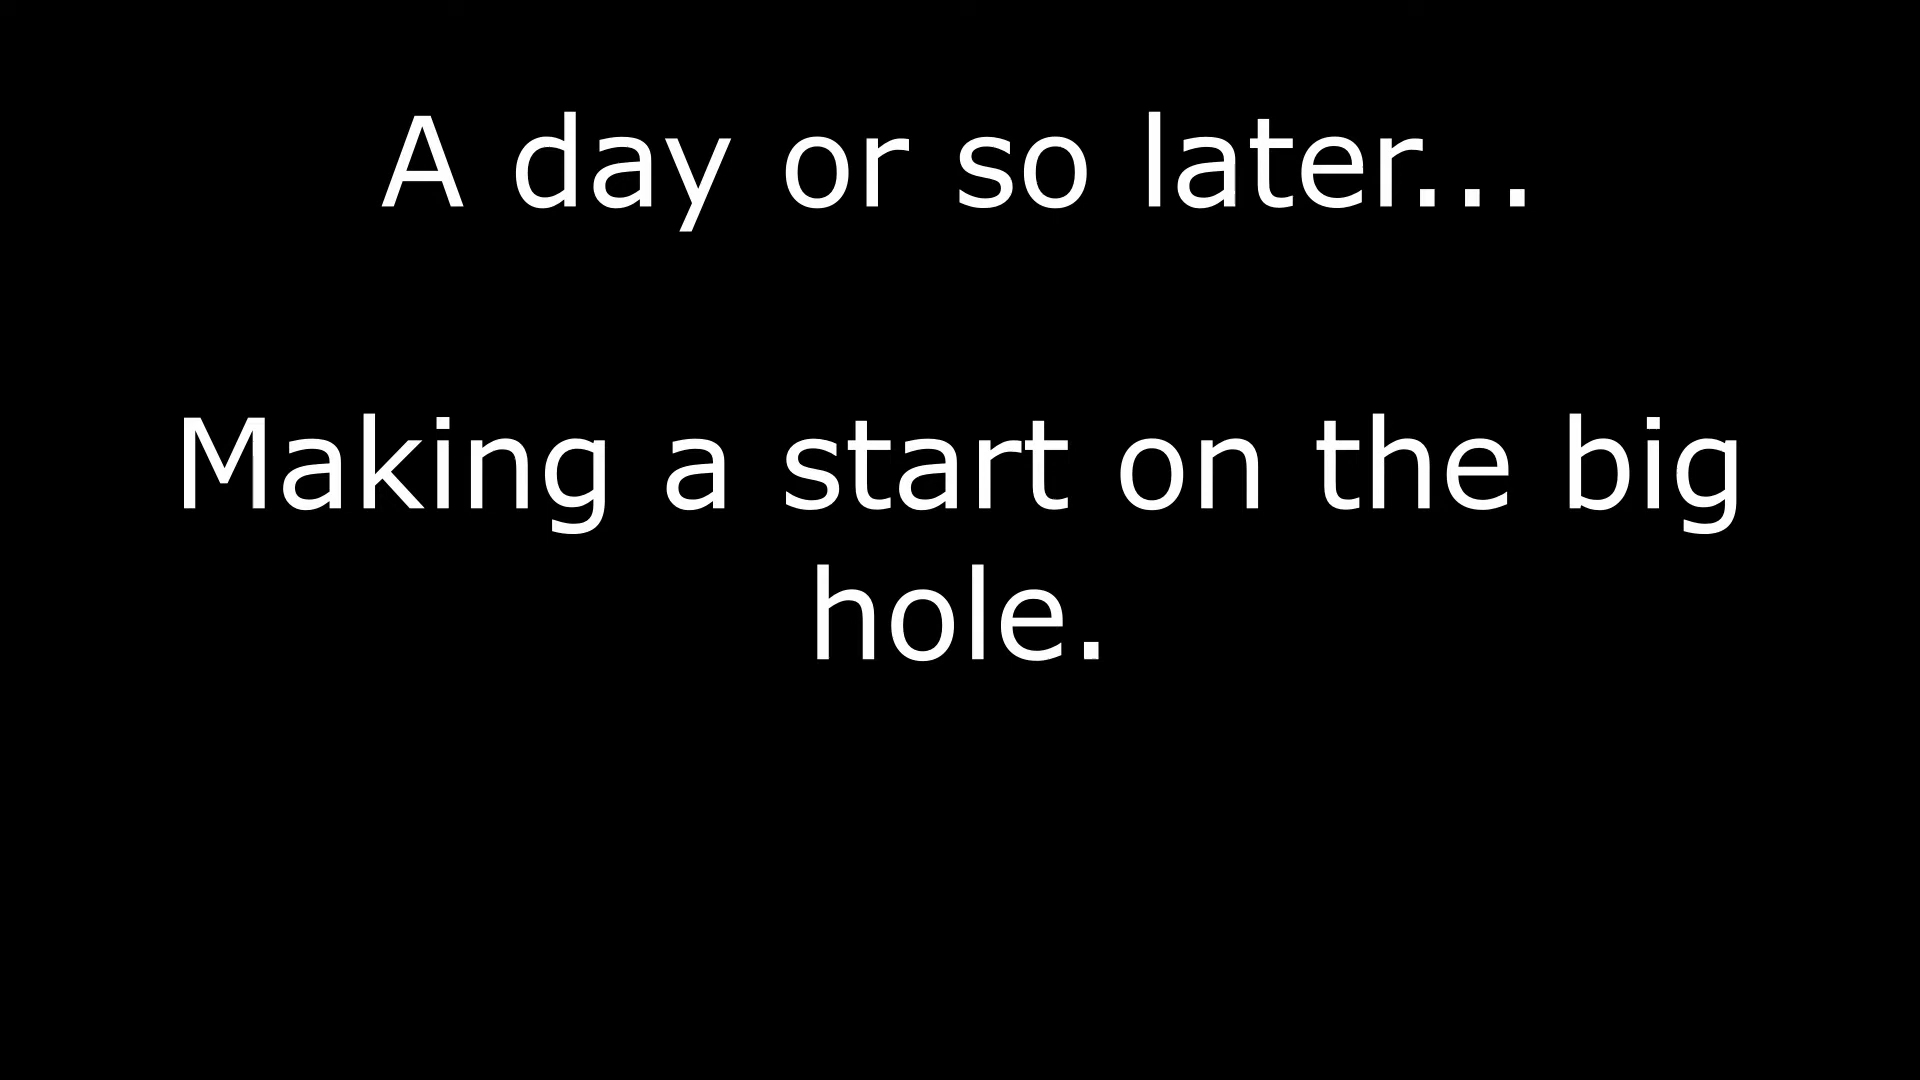 A day or so later...
Making a start on the big
hole.